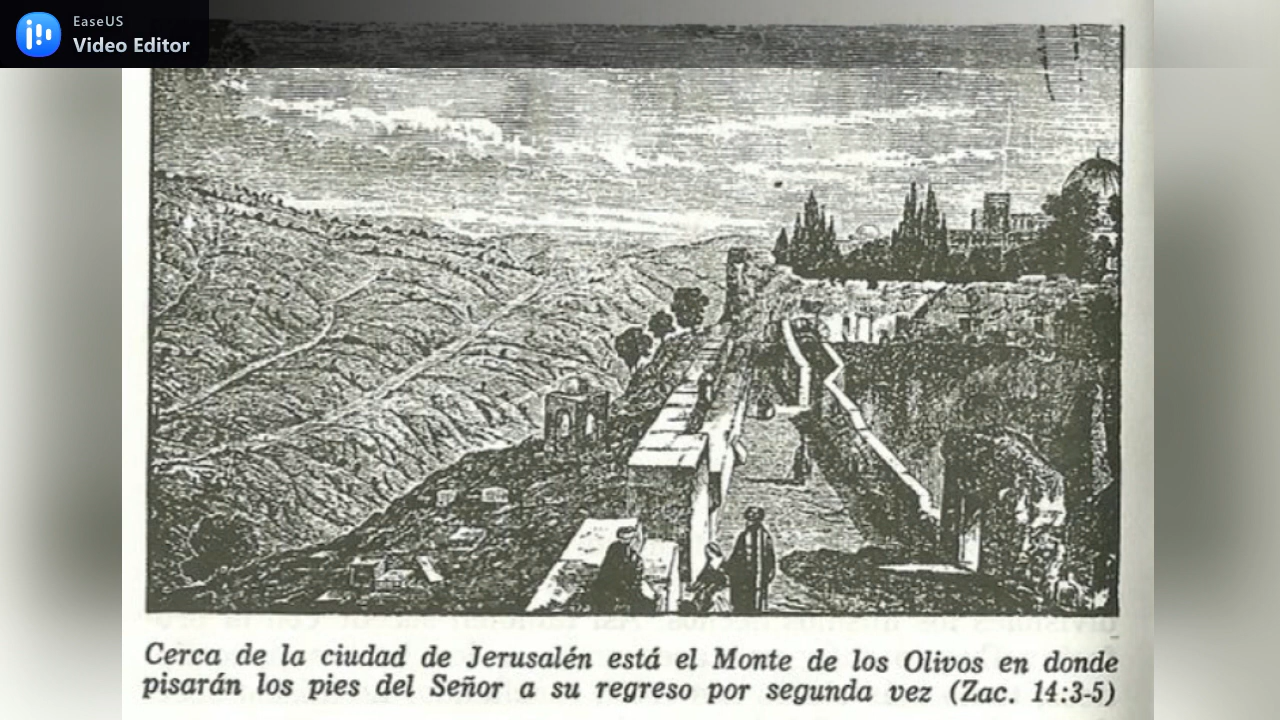 EaseUS
Video Editor
Cerca de la ciudad de Jerusalén está el Monte de los Olivos en donde
pisarán los pies del Señor a su regreso por segunda vez (Zac. 14:3-5)